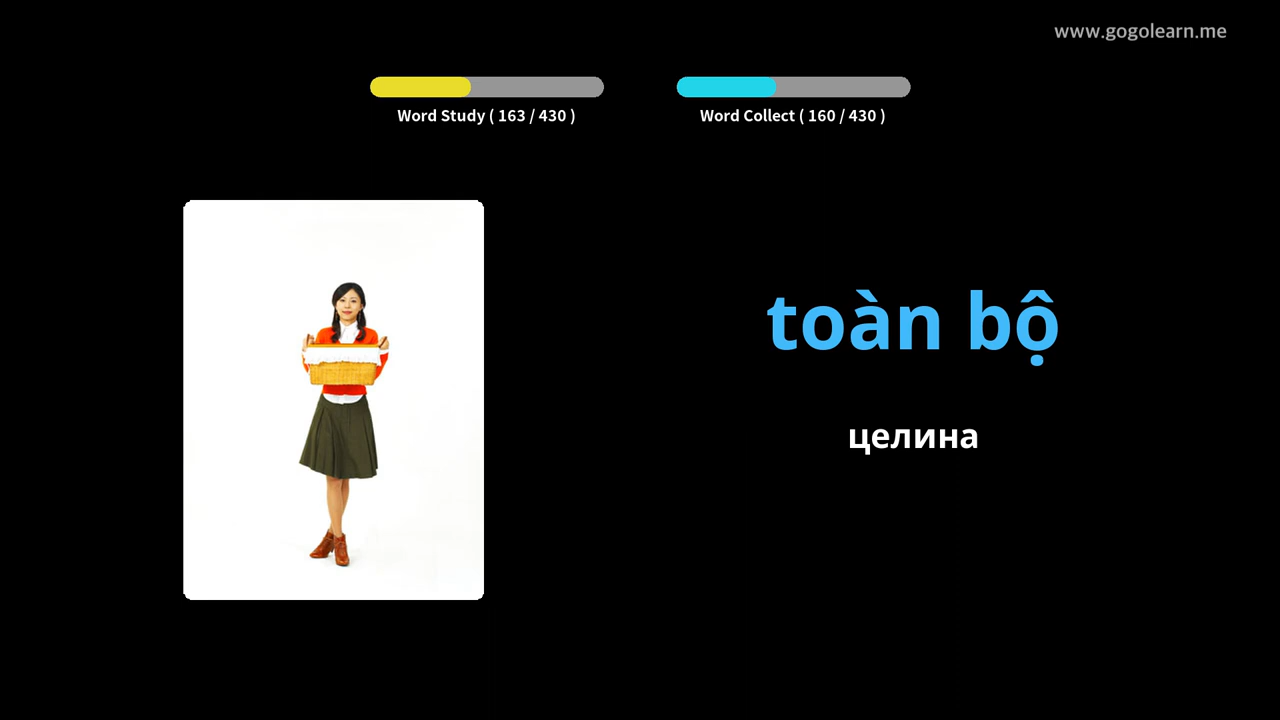 www.gogolearn.me
Word Study ( 163 / 430 )
Word Collect ( 160 / 430 )
toàn bộ
целина